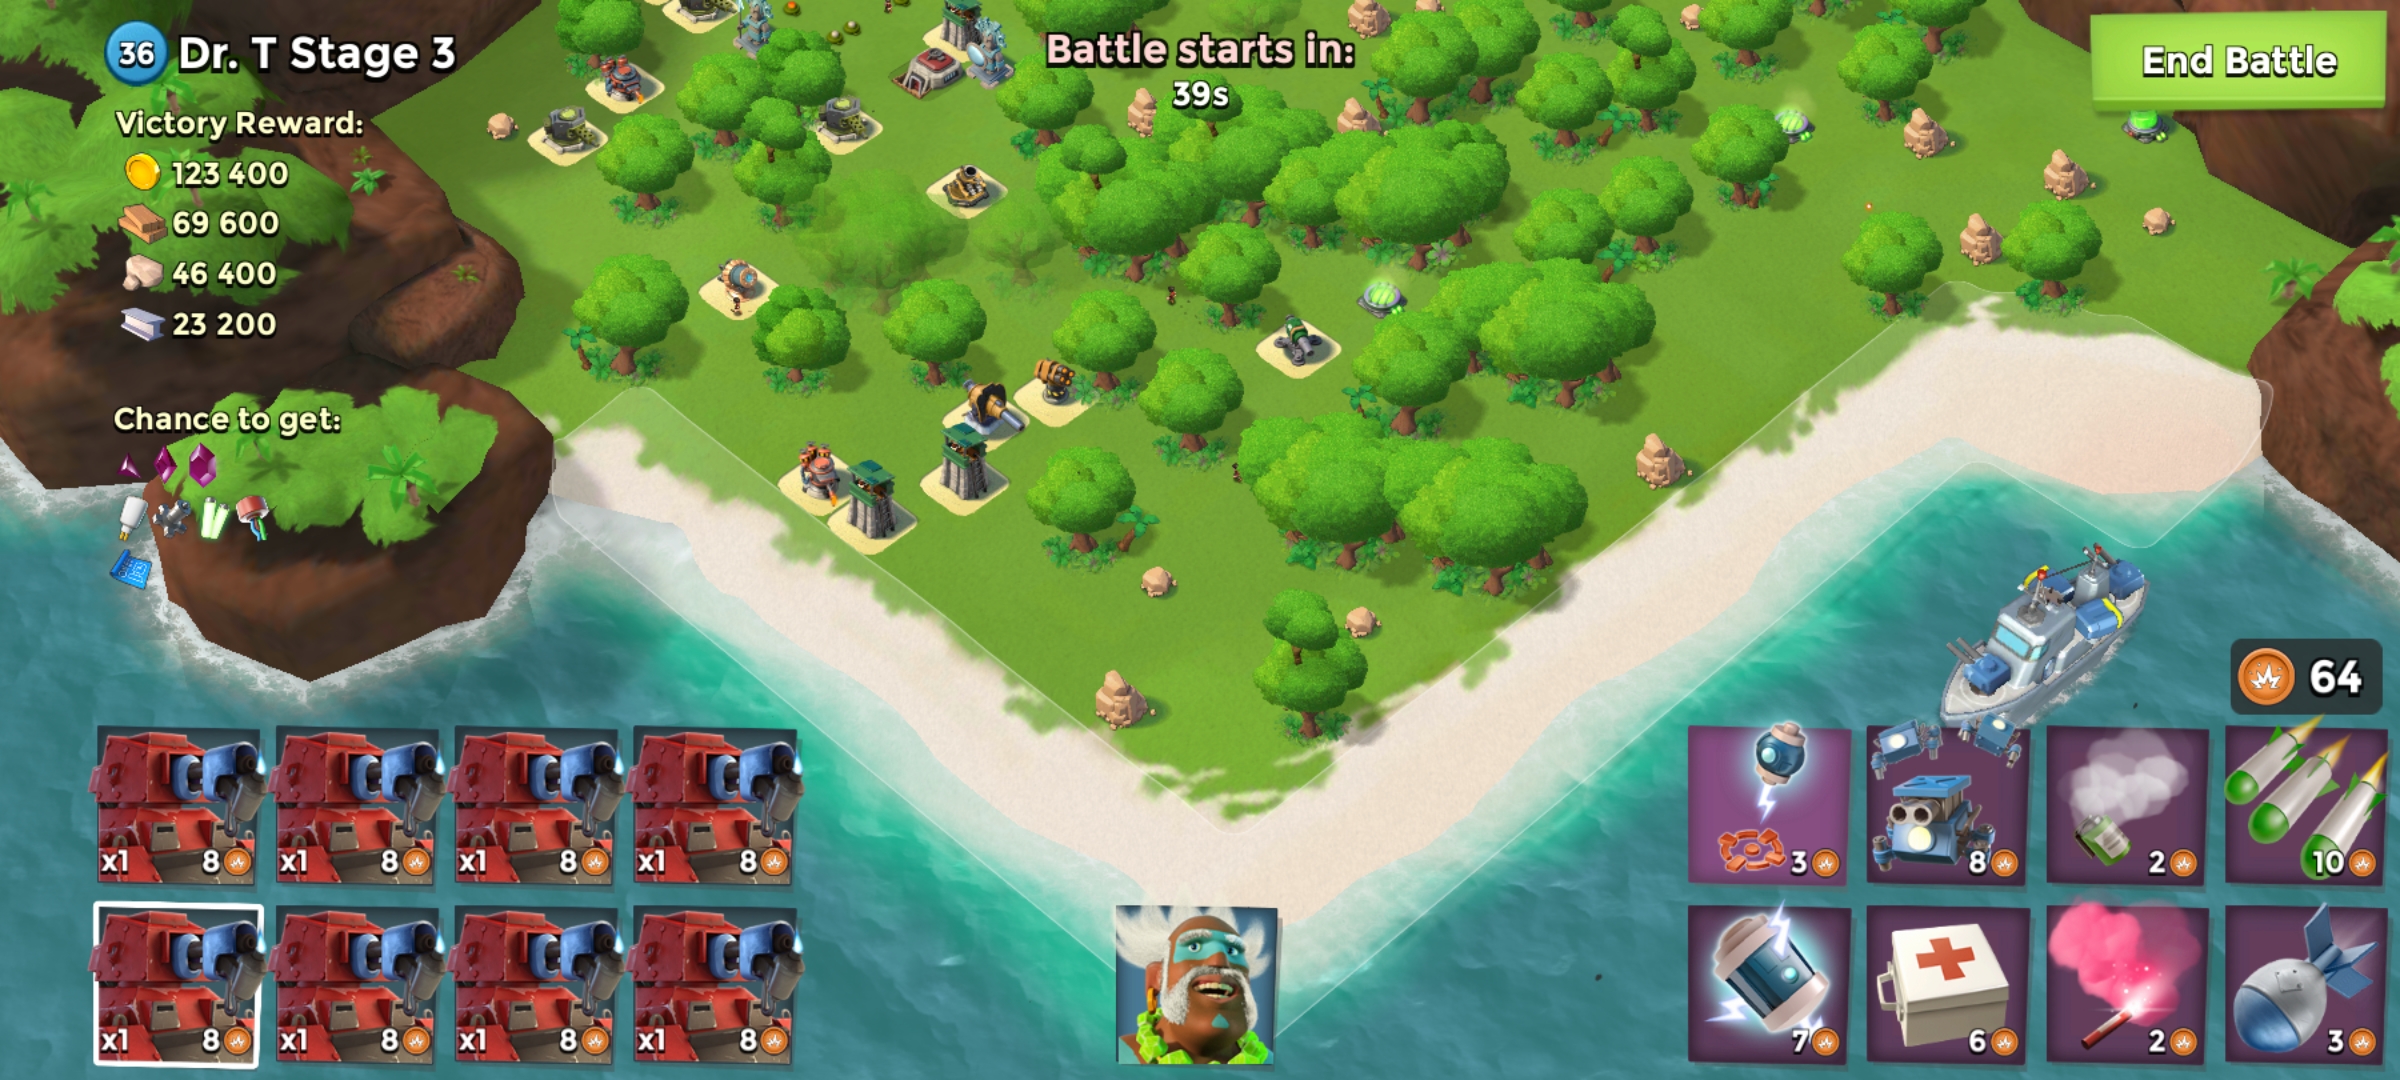 36 Dr. T Stage 3
Battle starts in:
39s
End Battle
Victory Reward:
123 400
69 600
46 400
23 200
Chance to get:
64
x1 8 x1 8 x1 8 x1 8
3 8 2 10
x1 8 x1 8 x1 8 x1 8
7 6 2 3